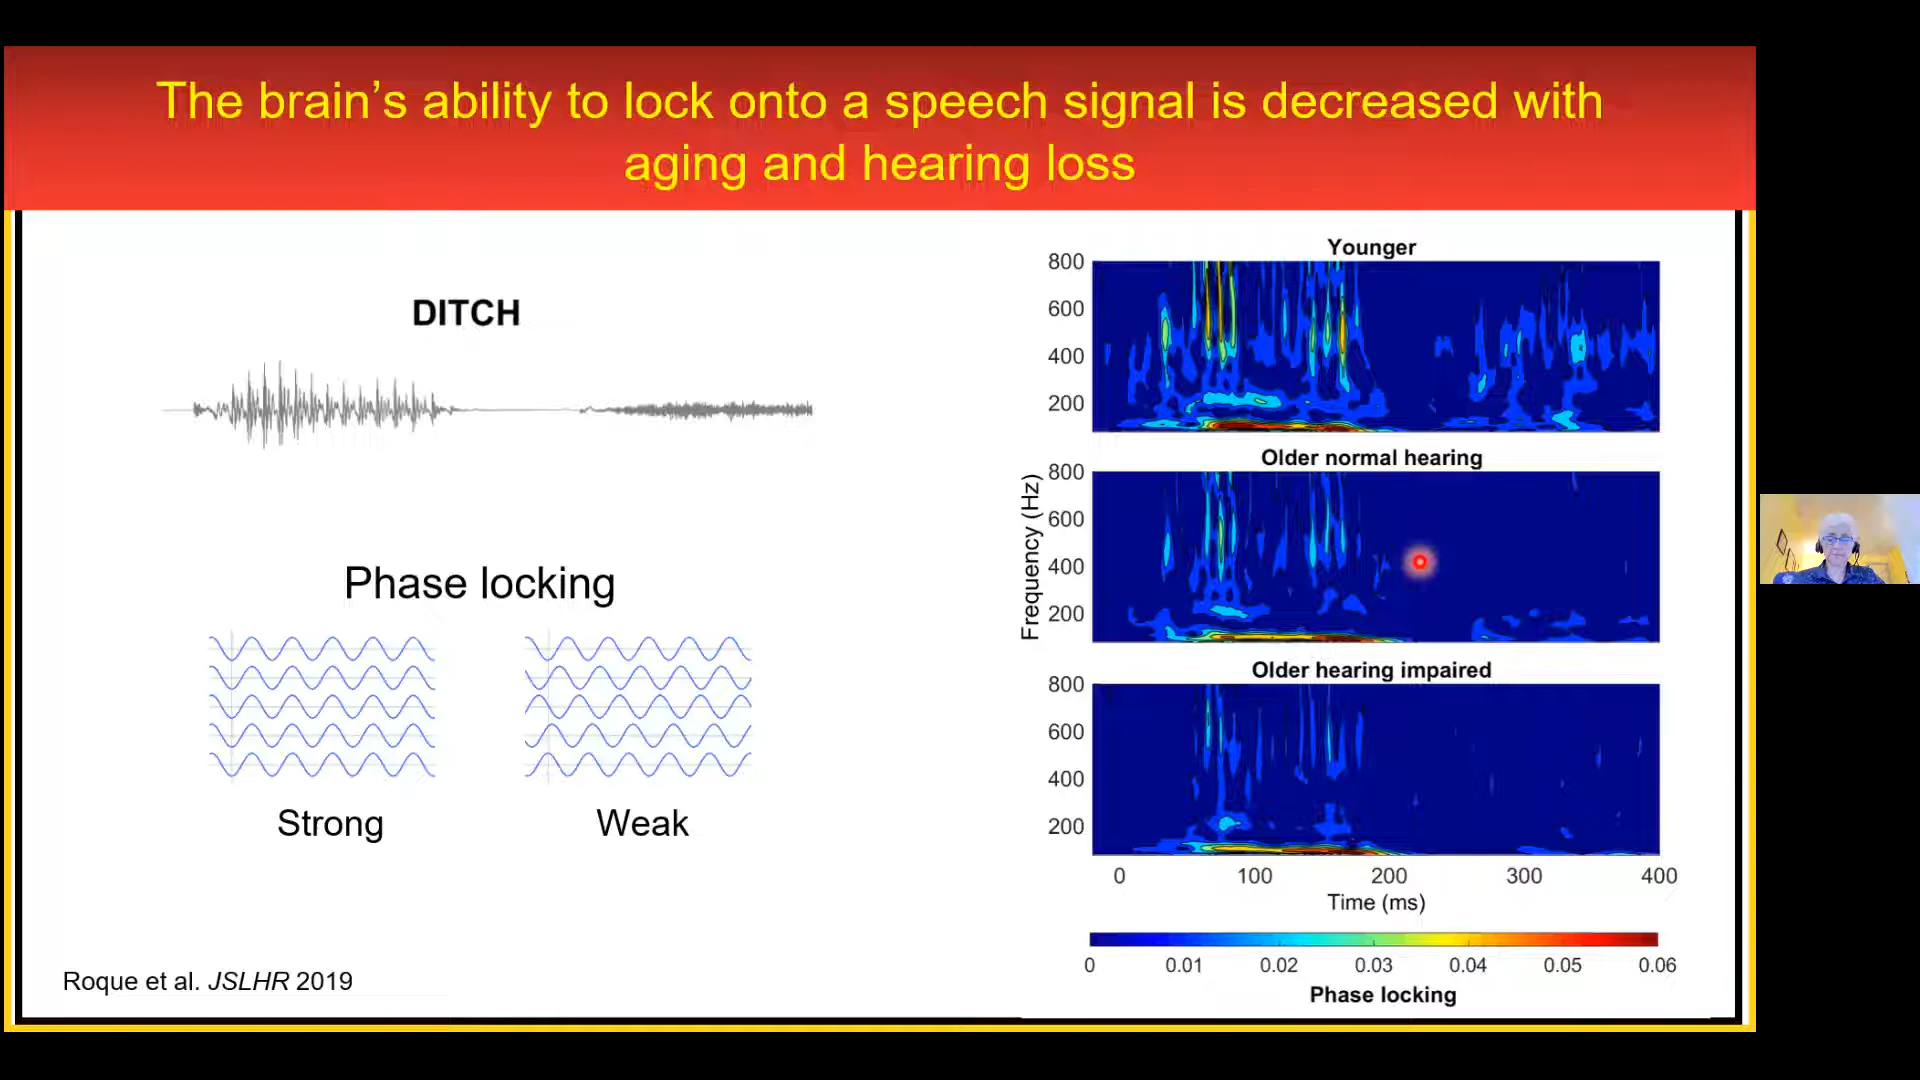 The brain’s ability to lock onto a speech signal is decreased with
aging and hearing loss
DITCH
Phase locking
Strong
Weak
Roque et al. JSLHR 2019
Younger
800
600
400
200
Older normal hearing
800
600
400
200
Frequency (Hz)
Older hearing impaired
800
600
400
200
0 100 200 300 400
Time (ms)
0 0.01 0.02 0.03 0.04 0.05 0.06
Phase locking